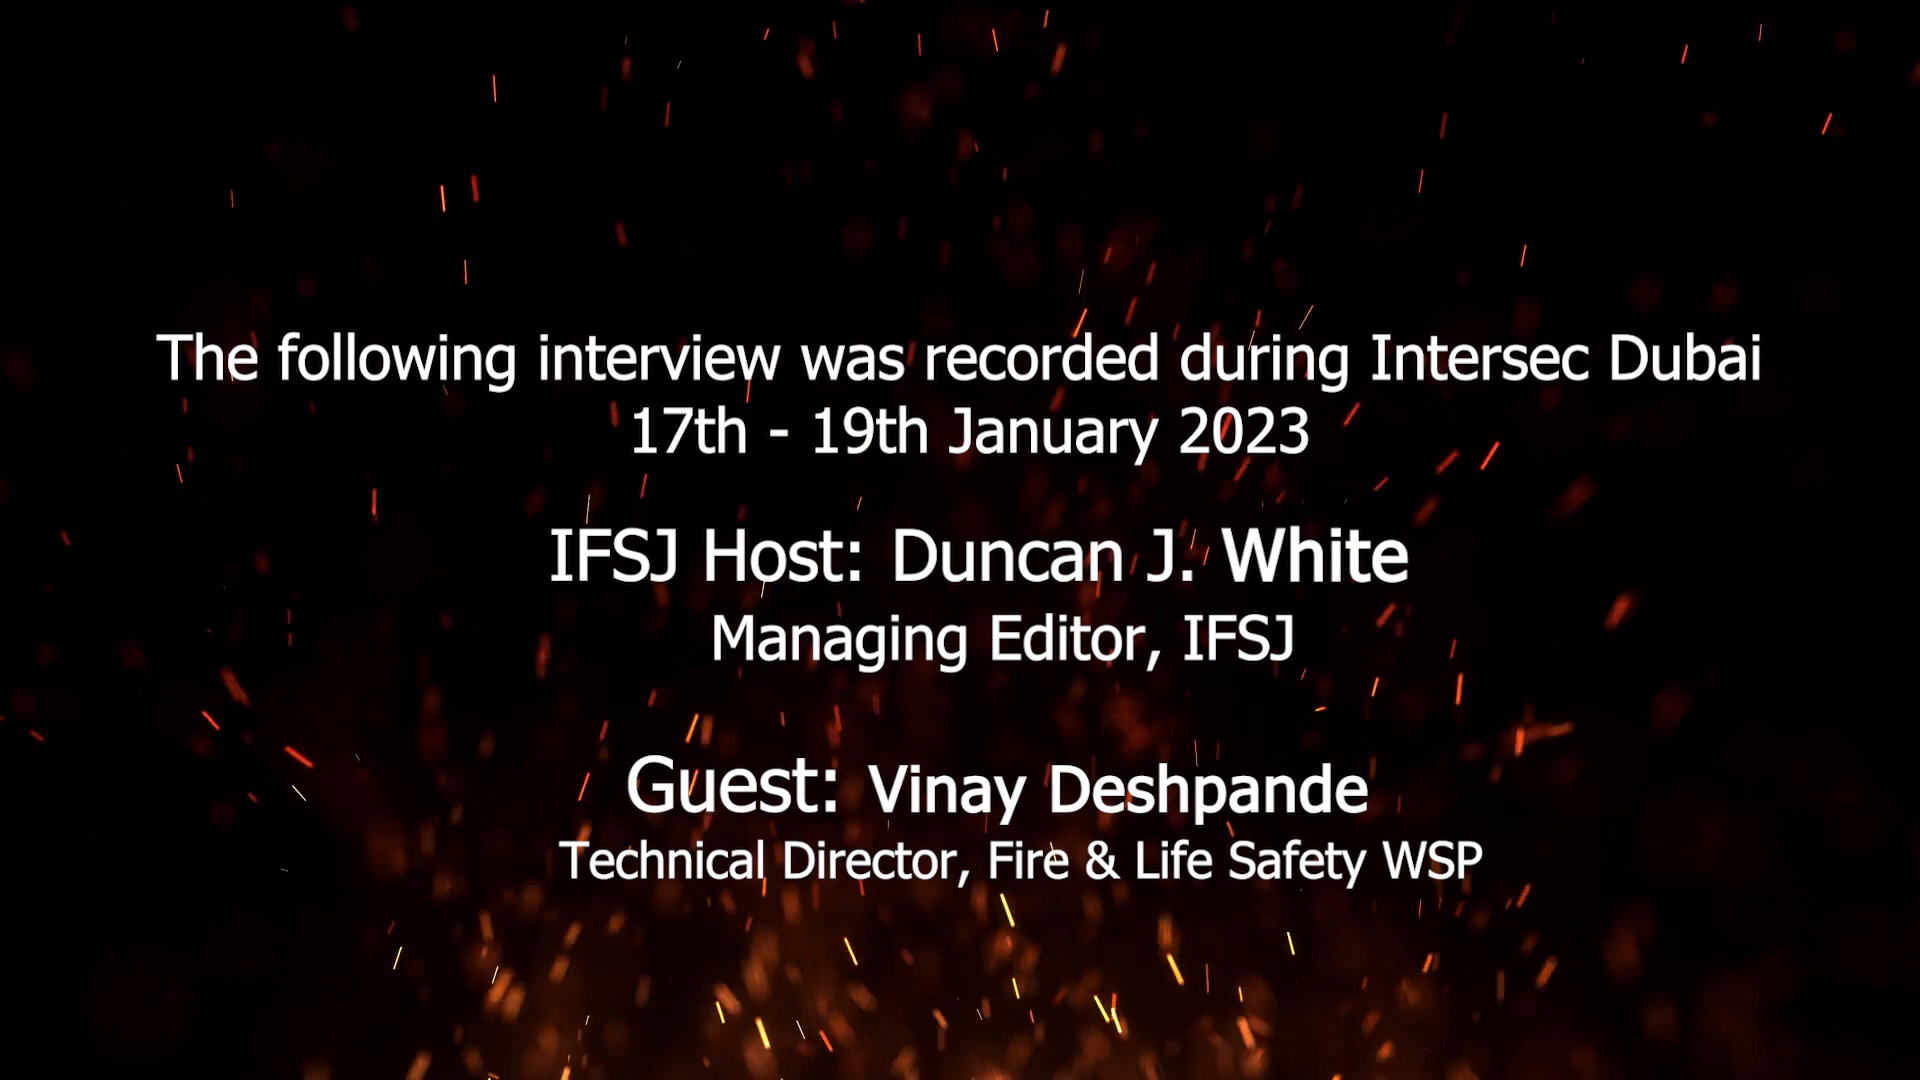 The following interview was recorded during Intersec Dubai
17th - 19th January 2023
IFSJ Host: Duncan J. White
Managing Editor, IFSJ
Guest: Vinay Deshpande
Technical Director, Fire & Life Safety WSP